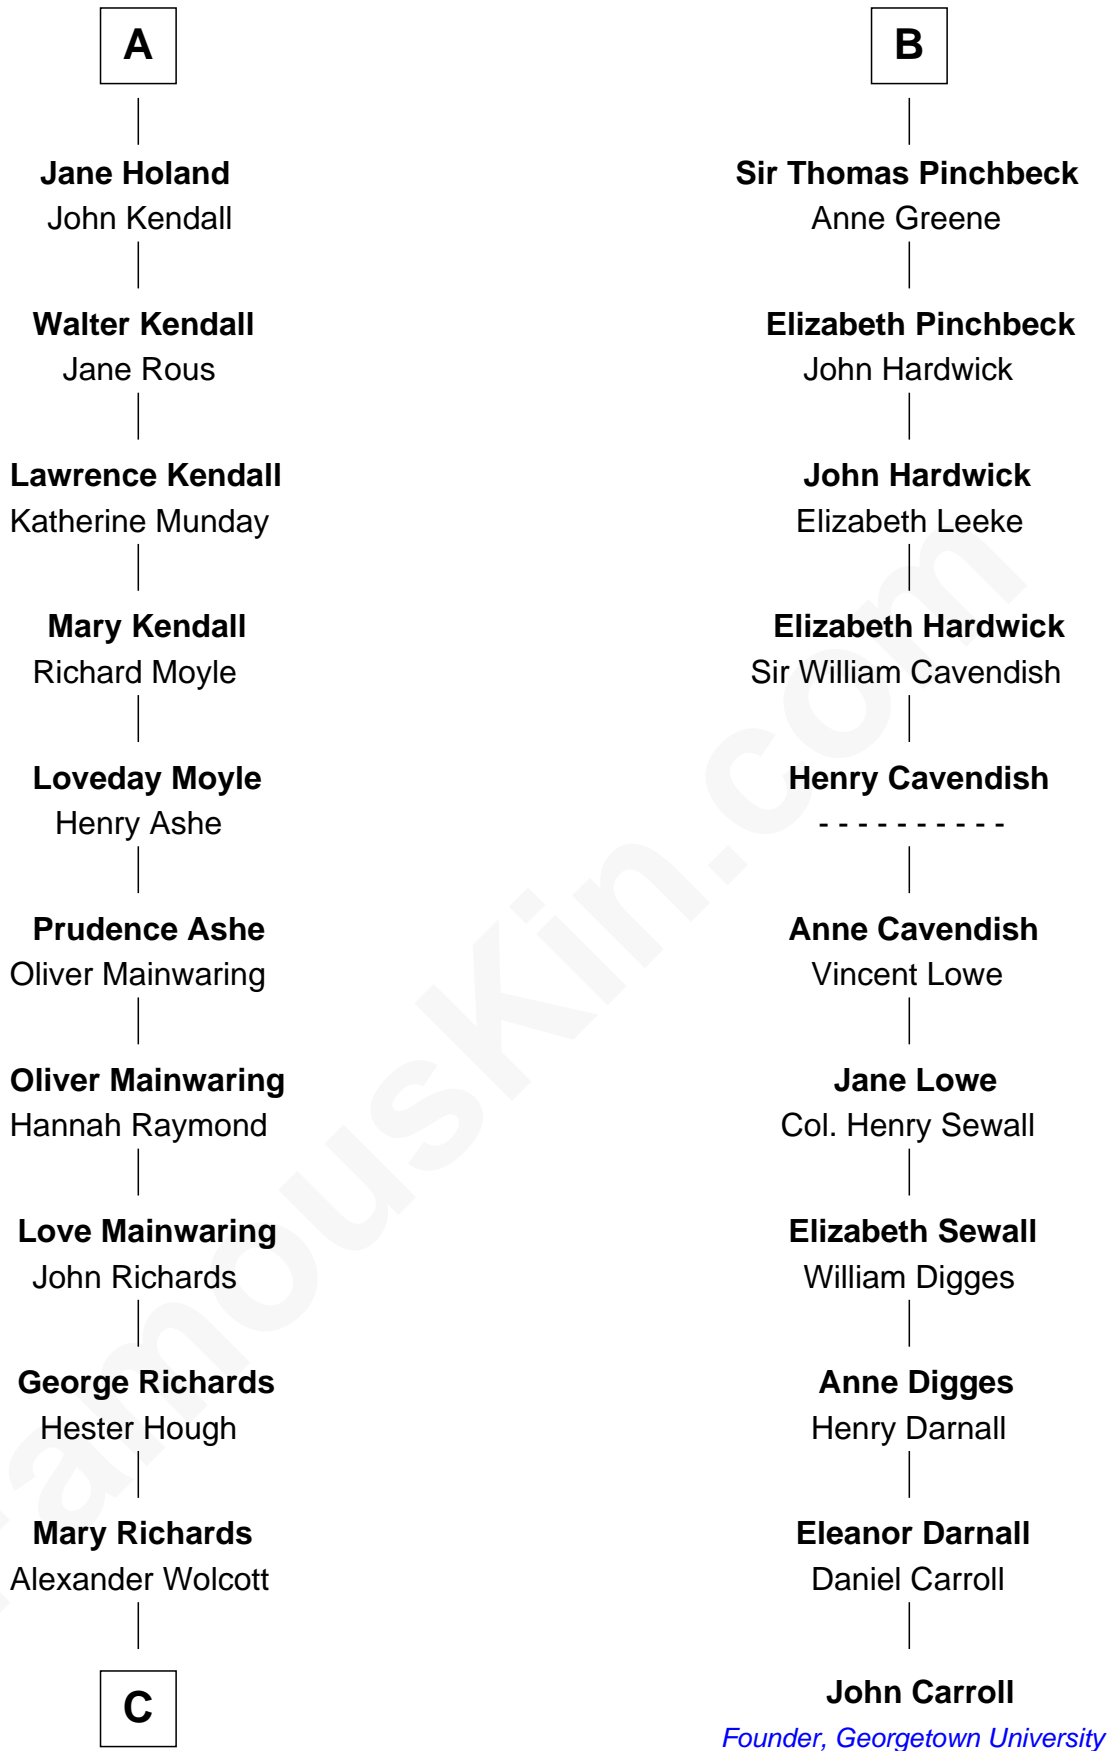 A
Jane Holand
John Kendall
Walter Kendall
Jane Rous
Lawrence Kendall
Katherine Munday
Mary Kendall
Richard Moyle
Loveday Moyle
Henry Ashe
Prudence Ashe
Oliver Mainwaring
Oliver Mainwaring
Hannah Raymond
Love Mainwaring
John Richards
George Richards
Hester Hough
Mary Richards
Alexander Wolcott
C
B
Sir Thomas Pinchbeck
Anne Greene
Elizabeth Pinchbeck
John Hardwick
John Hardwick
Elizabeth Leeke
Elizabeth Hardwick
Sir William Cavendish
Henry Cavendish
- - - - - - - - - -
Anne Cavendish
Vincent Lowe
Jane Lowe
Col. Henry Sewall
Elizabeth Sewall
William Digges
Anne Digges
Henry Darnall
Eleanor Darnall
Daniel Carroll
John Carroll
Founder, Georgetown University
FamousKin.com